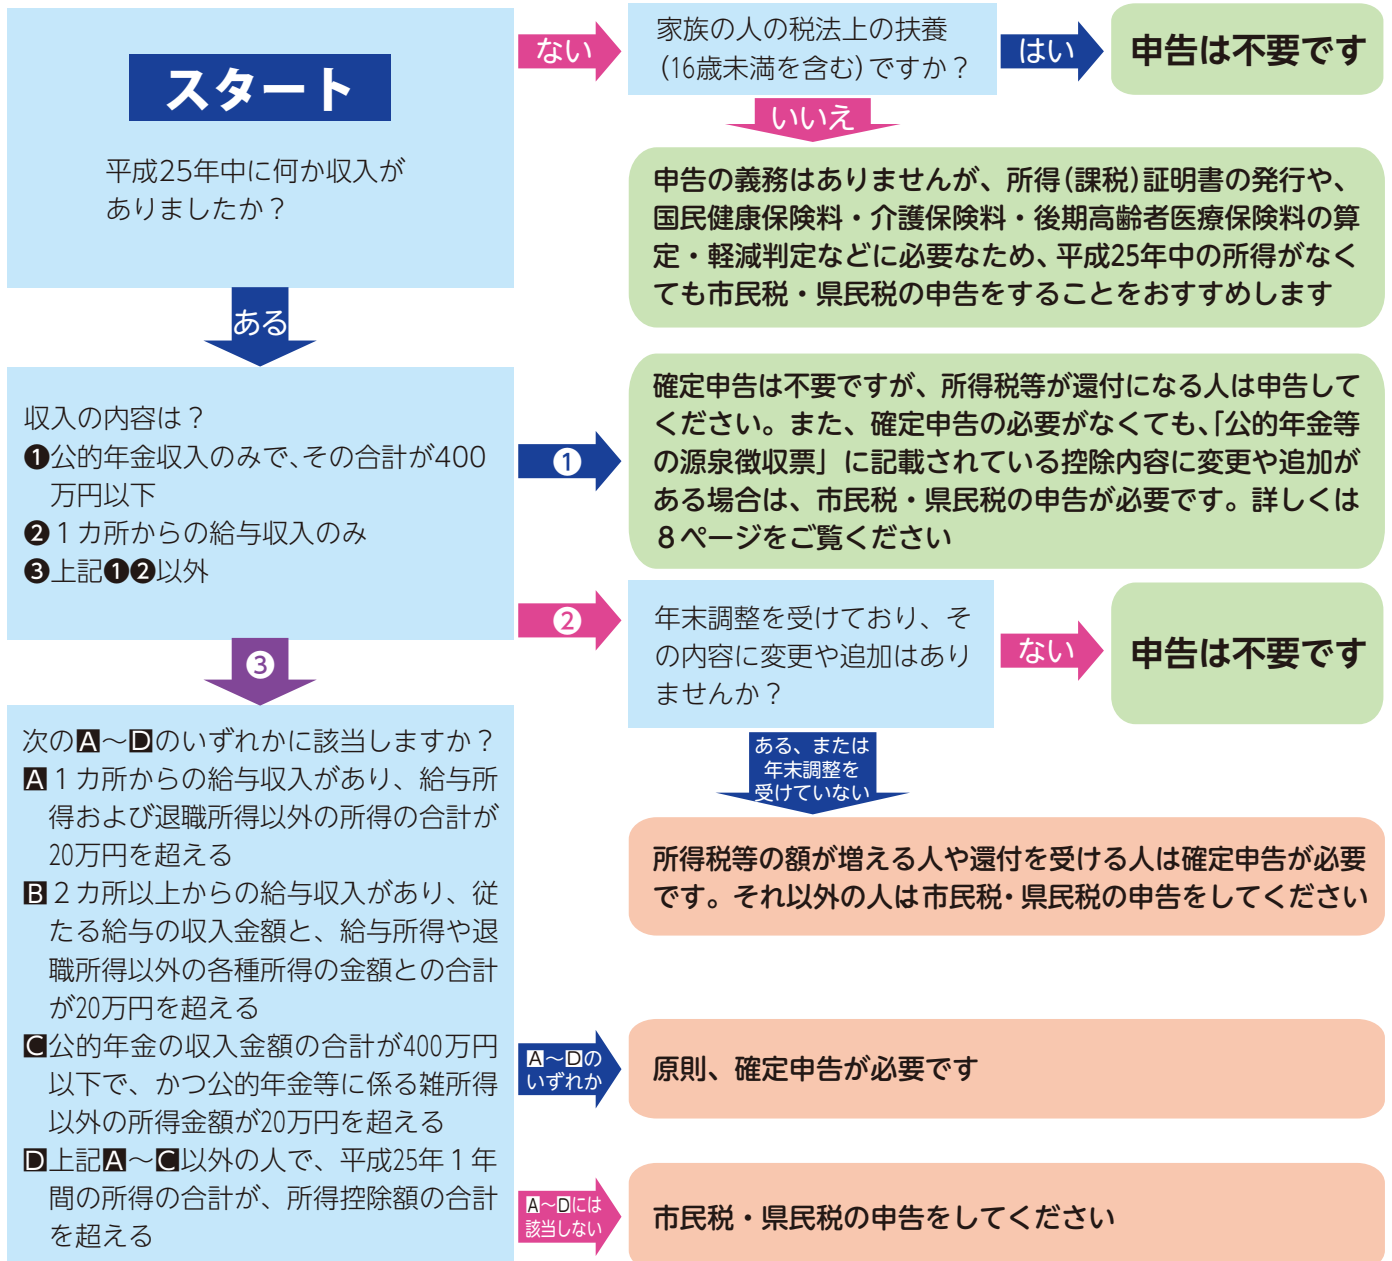 スタート
平成25年中に何か収入が
ありましたか？
ない
家族の人の税法上の扶養
（16歳未満を含む）ですか？
はい
申告は不要です
いいえ
申告の義務はありませんが、所得（課税）証明書の発行や、
国民健康保険料・介護保険料・後期高齢者医療保険料の算
定・軽減判定などに必要なため、平成25年中の所得がなく
ても市民税・県民税の申告をすることをおすすめします
ある
収入の内容は？
❶公的年金収入のみで、その合計が400
万円以下
❷１カ所からの給与収入のみ
❸上記❶❷以外
❶
確定申告は不要ですが、所得税等が還付になる人は申告して
ください。また、確定申告の必要がなくても、「公的年金等
の源泉徴収票」に記載されている控除内容に変更や追加が
ある場合は、市民税・県民税の申告が必要です。詳しくは
８ページをご覧ください
❷
年末調整を受けており、そ
の内容に変更や追加はあり
ませんか？
ない
申告は不要です
ある、または
年末調整を
受けていない
所得税等の額が増える人や還付を受ける人は確定申告が必要
です。それ以外の人は市民税・県民税の申告をしてください
❸
次のA～Dのいずれかに該当しますか？
A１カ所からの給与収入があり、給与所
得および退職所得以外の所得の合計が
20万円を超える
B２カ所以上からの給与収入があり、従
たる給与の収入金額と、給与所得や退
職所得以外の各種所得の金額との合計
が20万円を超える
C公的年金の収入金額の合計が400万円
以下で、かつ公的年金等に係る雑所得
以外の所得金額が20万円を超える
D上記A～C以外の人で、平成25年１年
間の所得の合計が、所得控除額の合計
を超える
A～Dの
いずれか
原則、確定申告が必要です
A～Dには
該当しない
市民税・県民税の申告をしてください